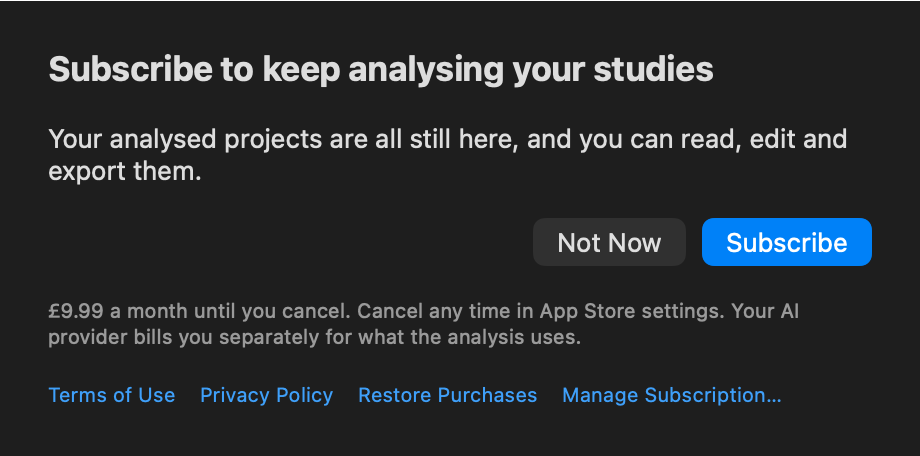 Subscribe to keep analysing your studies
Your analysed projects are all still here, and you can read, edit and
export them.
Not Now
Subscribe
£9.99 a month until you cancel. Cancel any time in App Store settings. Your AI
provider bills you separately for what the analysis uses.
Terms of Use
Privacy Policy
Restore Purchases
Manage Subscription...